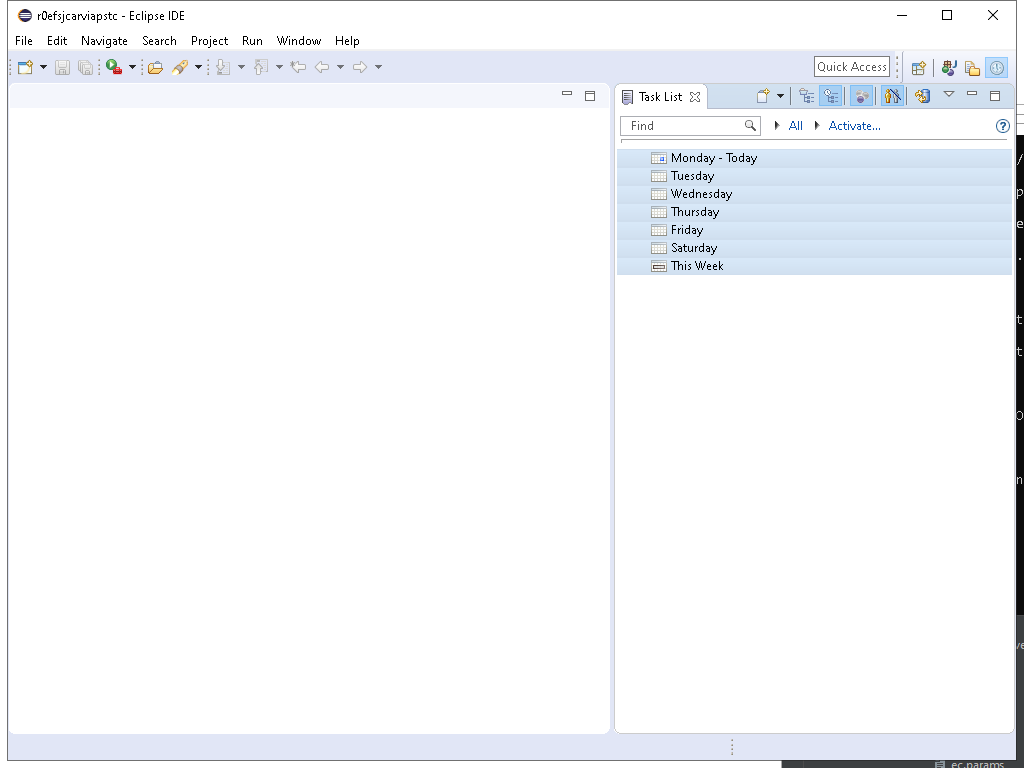 r0efsjcarviapstc - Eclipse IDE
File Edit Navigate Search Project Run Window Help
Quick Access
Task List
Find All Activate...
Monday - Today
Tuesday
Wednesday
Thursday
Friday
Saturday
This Week
ec.params